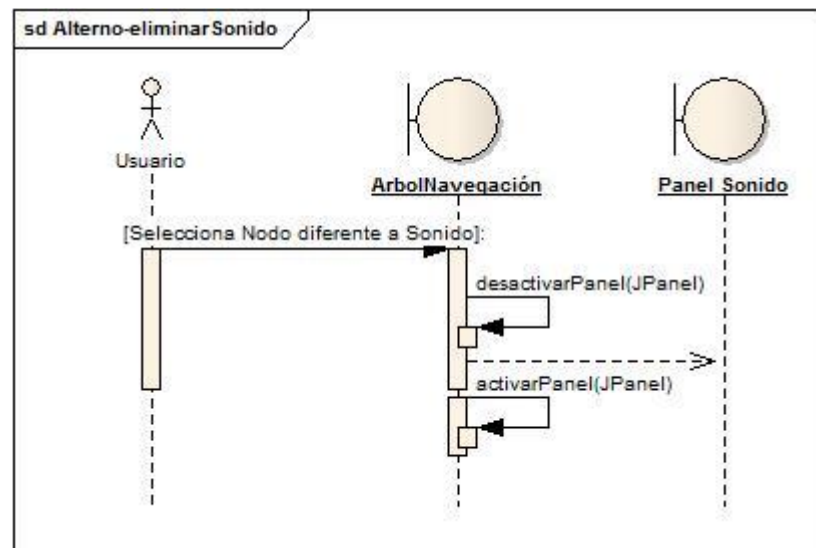 sd Alterno-eliminarSonido
Usuario
ArbolNavegación
Panel Sonido
[Selecciona Nodo diferente a Sonido]:
desactivarPanel(JPanel)
activarPanel(JPanel)